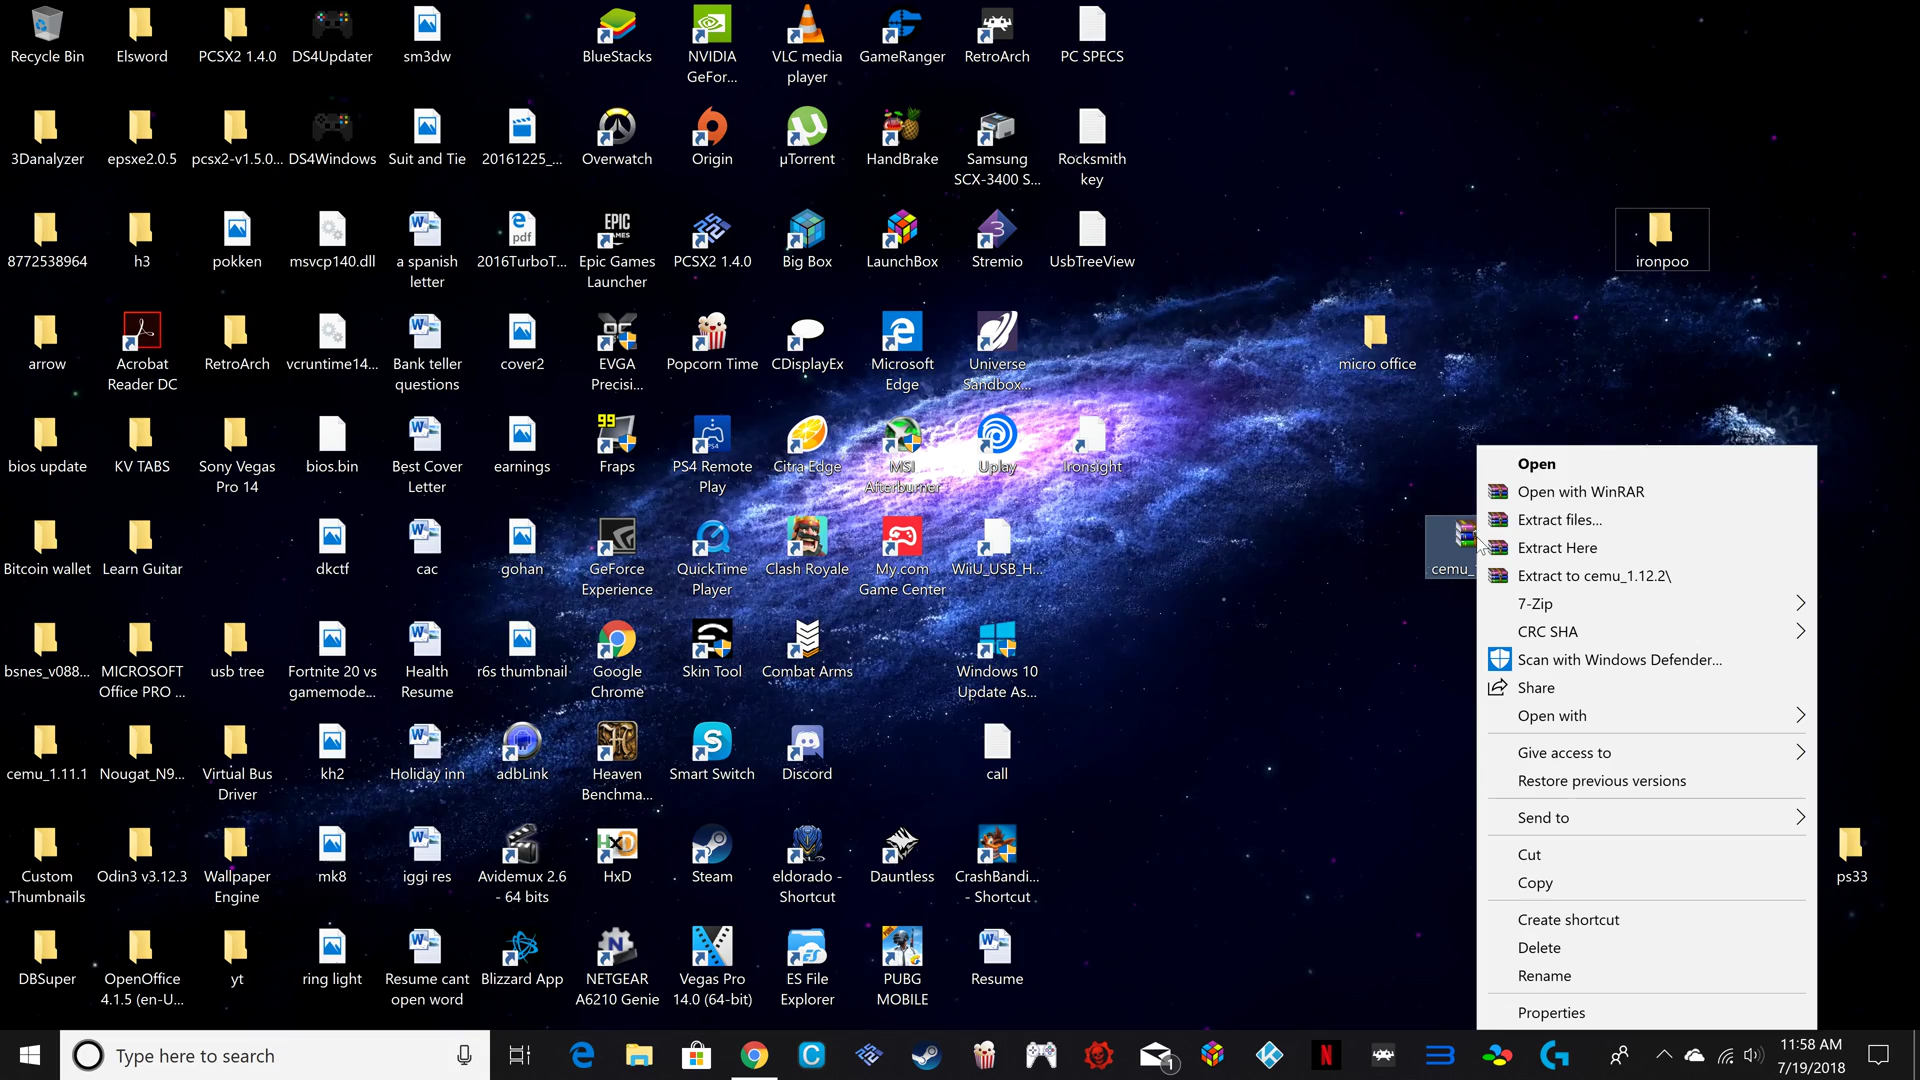 Recycle Bin
Elsword
PCSX2 1.4.0
DS4Updater
sm3dw
BlueStacks
NVIDIA
GeFor...
VLC media
player
GameRanger
RetroArch
PC SPECS
3Danalyzer
epsxe2.0.5
pcsx2-v1.5.0...
DS4Windows
Suit and Tie
20161225_...
Overwatch
Origin
µTorrent
HandBrake
Samsung
SCX-3400 S...
Rocksmith
key
8772538964
h3
pokken
msvcp140.dll
a spanish
letter
pdf
2016TurboT...
EPIC
GAMES
Epic Games
Launcher
PCSX2 1.4.0
Big Box
LaunchBox
3
Stremio
UsbTreeView
ironpoo
arrow
Acrobat
Reader DC
RetroArch
vcruntime14...
Bank teller
questions
cover2
EVGA
Precisi...
Popcorn Time
CDisplayEx
Microsoft
Edge
Universe
Sandbox...
micro office
bios update
KV TABS
Sony Vegas
Pro 14
bios.bin
Best Cover
Letter
earnings
99
Fraps
PS4
PS4 Remote
Play
Citra Edge
MSI
Afterburner
Uplay
Ironsight
Bitcoin wallet
Learn Guitar
dkctf
cac
gohan
GeForce
Experience
QuickTime
Player
Clash Royale
My.com
Game Center
WiiU_USB_H...
cemu_
bsnes_v088...
MICROSOFT
Office PRO ...
usb tree
Fortnite 20 vs
gamemode...
Health
Resume
r6s thumbnail
Google
Chrome
Skin Tool
Combat Arms
Windows 10
Update As...
cemu_1.11.1
Nougat_N9...
Virtual Bus
Driver
kh2
Holiday inn
adbLink
Heaven
Benchma...
Smart Switch
Discord
call
Custom
Thumbnails
Odin3 v3.12.3
Wallpaper
Engine
mk8
iggi res
Avidemux 2.6
- 64 bits
HxD
HxD
Steam
eldorado -
Shortcut
Dauntless
CrashBandi...
- Shortcut
ps33
DBSuper
OpenOffice
4.1.5 (en-U...
yt
ring light
Resume cant
open word
Blizzard App
NETGEAR
A6210 Genie
Vegas Pro
14.0 (64-bit)
ES File
Explorer
PUBG
MOBILE
Resume
Open
Open with WinRAR
Extract files...
Extract Here
Extract to cemu_1.12.2\
7-Zip
CRC SHA
Scan with Windows Defender...
Share
Open with
Give access to
Restore previous versions
Send to
Cut
Copy
Create shortcut
Delete
Rename
Properties
Type here to search
1
11:58 AM
7/19/2018